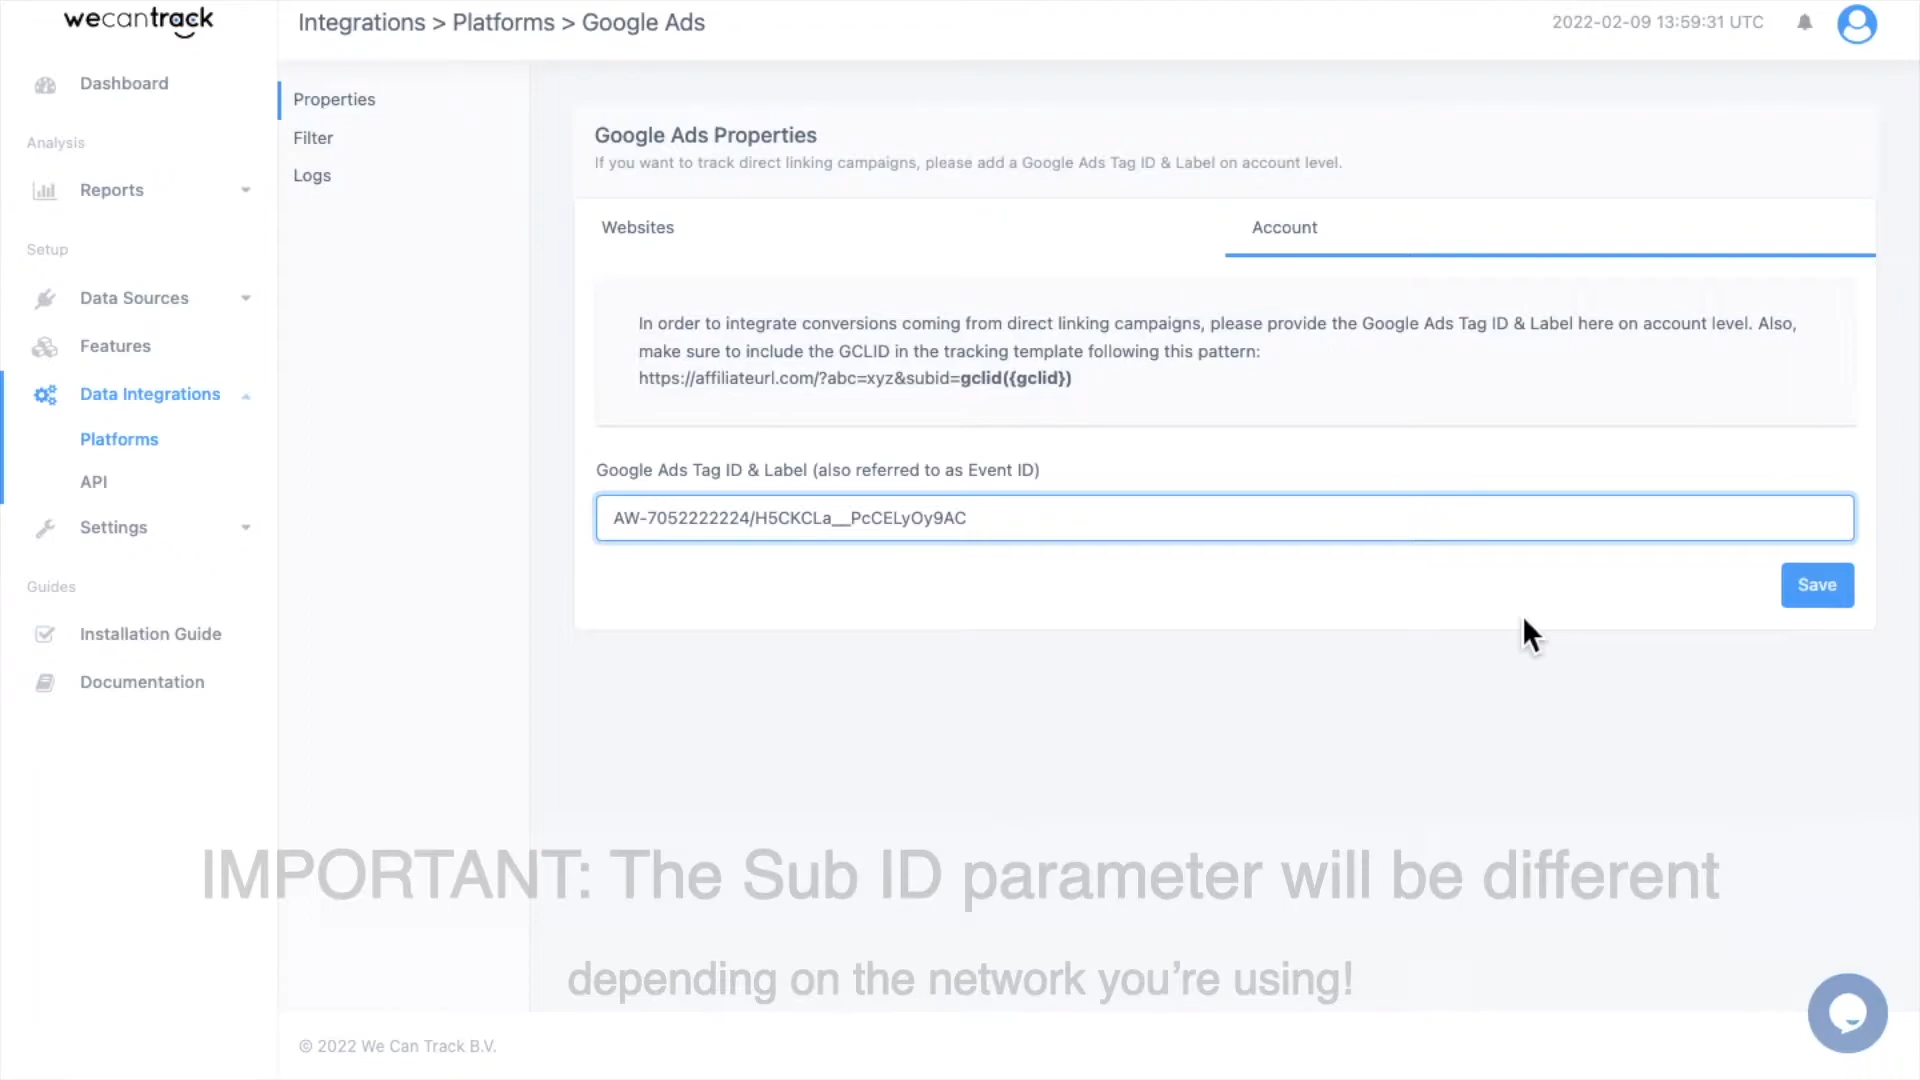 wecantrack
Integrations > Platforms > Google Ads
2022-02-09 13:59:31 UTC
Dashboard
Analysis
Reports
Setup
Data Sources
Features
Data Integrations
Platforms
API
Settings
Guides
Installation Guide
Documentation
Properties
Filter
Logs
Google Ads Properties
If you want to track direct linking campaigns, please add a Google Ads Tag ID & Label on account level.
Websites
Account
In order to integrate conversions coming from direct linking campaigns, please provide the Google Ads Tag ID & Label here on account level. Also,
make sure to include the GCLID in the tracking template following this pattern:
https://affiliateurl.com/?abc=xyz&subid=gclid({gclid})
Google Ads Tag ID & Label (also referred to as Event ID)
AW-7052222224/H5CKCLa__PcCELyOy9AC
Save
IMPORTANT: The Sub ID parameter will be different
depending on the network you're using!
© 2022 We Can Track B.V.